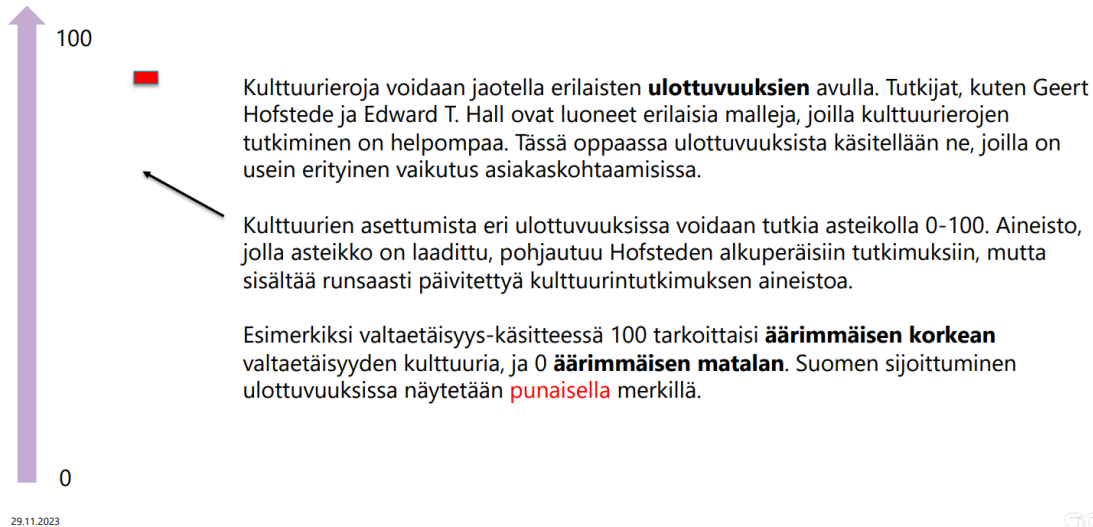 100
Kulttuurieroja voidaan jaotella erilaisten ulottuvuuksien avulla. Tutkijat, kuten Geert
Hofstede ja Edward T. Hall ovat luoneet erilaisia malleja, joilla kulttuurierojen
tutkiminen on helpompaa. Tässä oppaassa ulottuvuuksista käsitellään ne, joilla on
usein erityinen vaikutus asiakaskohtaamisissa.
Kulttuurien asettumista eri ulottuvuuksissa voidaan tutkia asteikolla 0-100. Aineisto,
jolla asteikko on laadittu, pohjautuu Hofsteden alkuperäisiin tutkimuksiin, mutta
sisältää runsaasti päivitettyä kulttuurintutkimuksen aineistoa.
Esimerkiksi valtaetäisyys-käsitteessä 100 tarkoittaisi äärimmäisen korkean
valtaetäisyyden kulttuuria, ja 0 äärimmäisen matalan. Suomen sijoittuminen
ulottuvuuksissa näytetään punaisella merkillä.
0
29.11.2023